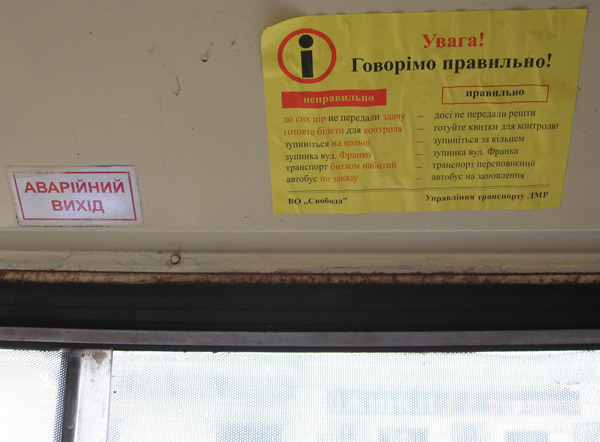 Увага!
Говорімо правильно!
неправильно
правильно
до сих пір не передали здачу – досі не передали решти
готовте білети для контроля – готуйте квитки для контролю
зупиніться на кольці – зупиніться за кільцем
зупинка вул. Франко – зупинка вул. Франка
транспорт битком набитий – транспорт переповнений
автобус по заказу – автобус на замовлення
ВО „Свобода"
Управління транспорту ЛМР
АВАРІЙНИЙ
ВИХІД